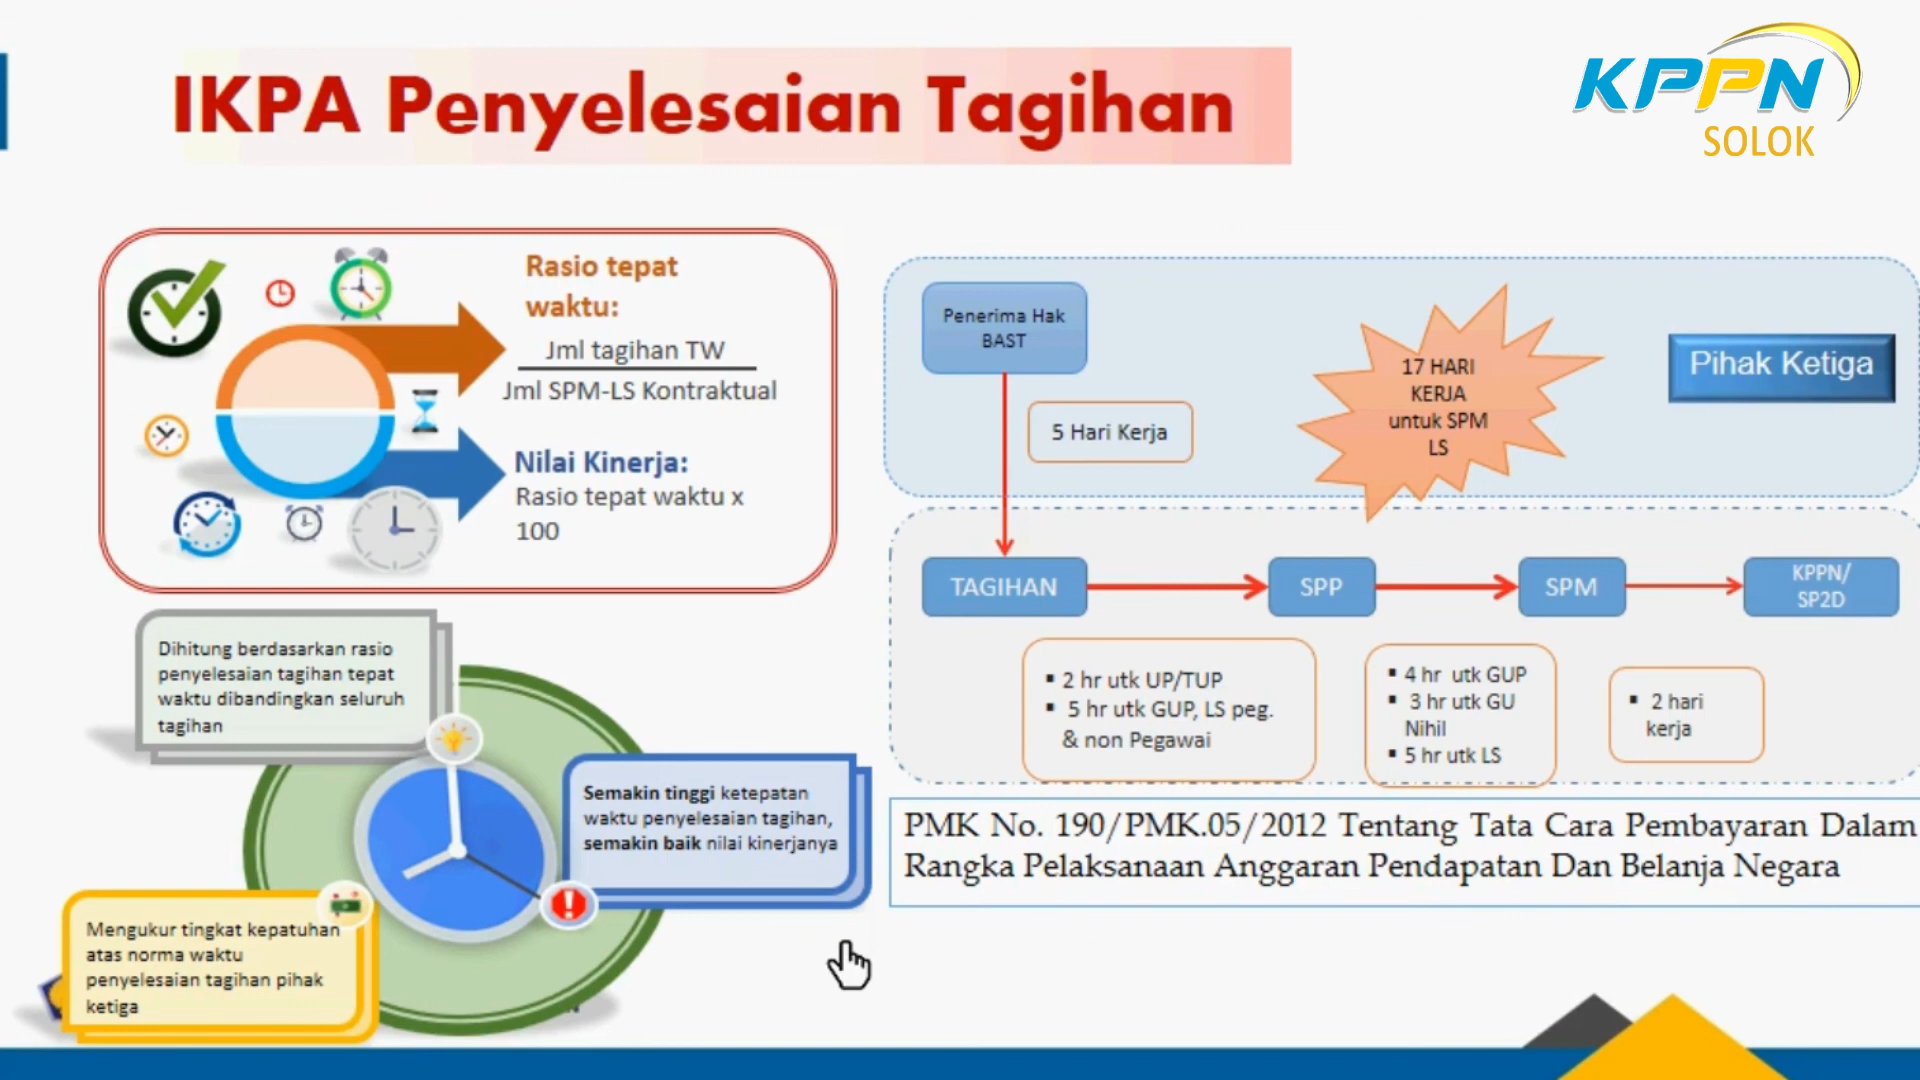 IKPA Penyelesaian Tagihan
KPPN
SOLOK
Rasio tepat
waktu:
Jml tagihan TW
Jml SPM-LS Kontraktual
Nilai Kinerja:
Rasio tepat waktu x
100
Dihitung berdasarkan rasio
penyelesaian tagihan tepat
waktu dibandingkan seluruh
tagihan
Semakin tinggi ketepatan
waktu penyelesaian tagihan,
semakin baik nilai kinerjanya
Mengukur tingkat kepatuhan
atas norma waktu
penyelesaian tagihan pihak
ketiga
Penerima Hak
BAST
5 Hari Kerja
17 HARI
KERJA
untuk SPM
LS
Pihak Ketiga
TAGIHAN
SPP
SPM
KPPN/
SP2D
▪ 2 hr utk UP/TUP
▪ 5 hr utk GUP, LS peg.
& non Pegawai
▪ 4 hr utk GUP
▪ 3 hr utk GU
Nihil
▪ 5 hr utk LS
▪ 2 hari
kerja
PMK No. 190/PMK.05/2012 Tentang Tata Cara Pembayaran Dalam
Rangka Pelaksanaan Anggaran Pendapatan Dan Belanja Negara